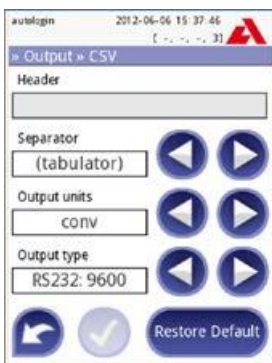 autologin 2012-06-06 15 37 46
[ -, -, -, 3]
» Output » CSV
Header
Separator
(tabulator)
Output units
conv
Output type
RS232: 9600
Restore Default